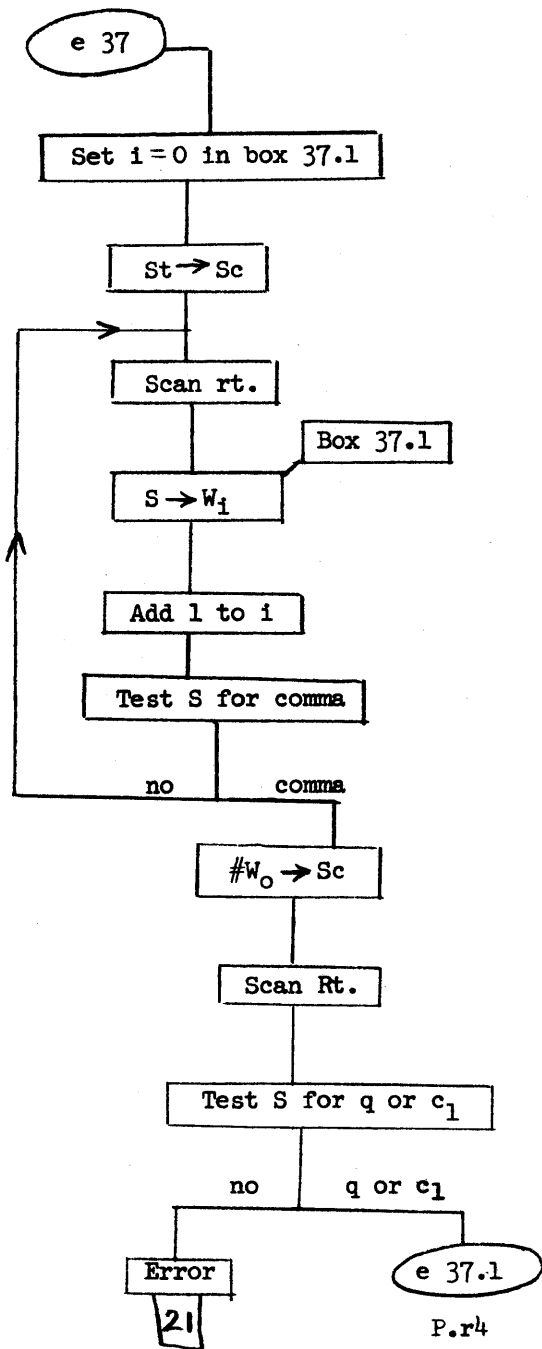 e 37
Set i = 0 in box 37.1
St → Sc
Scan rt.
Box 37.1
S → Wi
Add 1 to i
Test S for comma
no comma
#Wo → Sc
Scan Rt.
Test S for q or c1
no q or c1
Error
e 37.1
21
P.r4